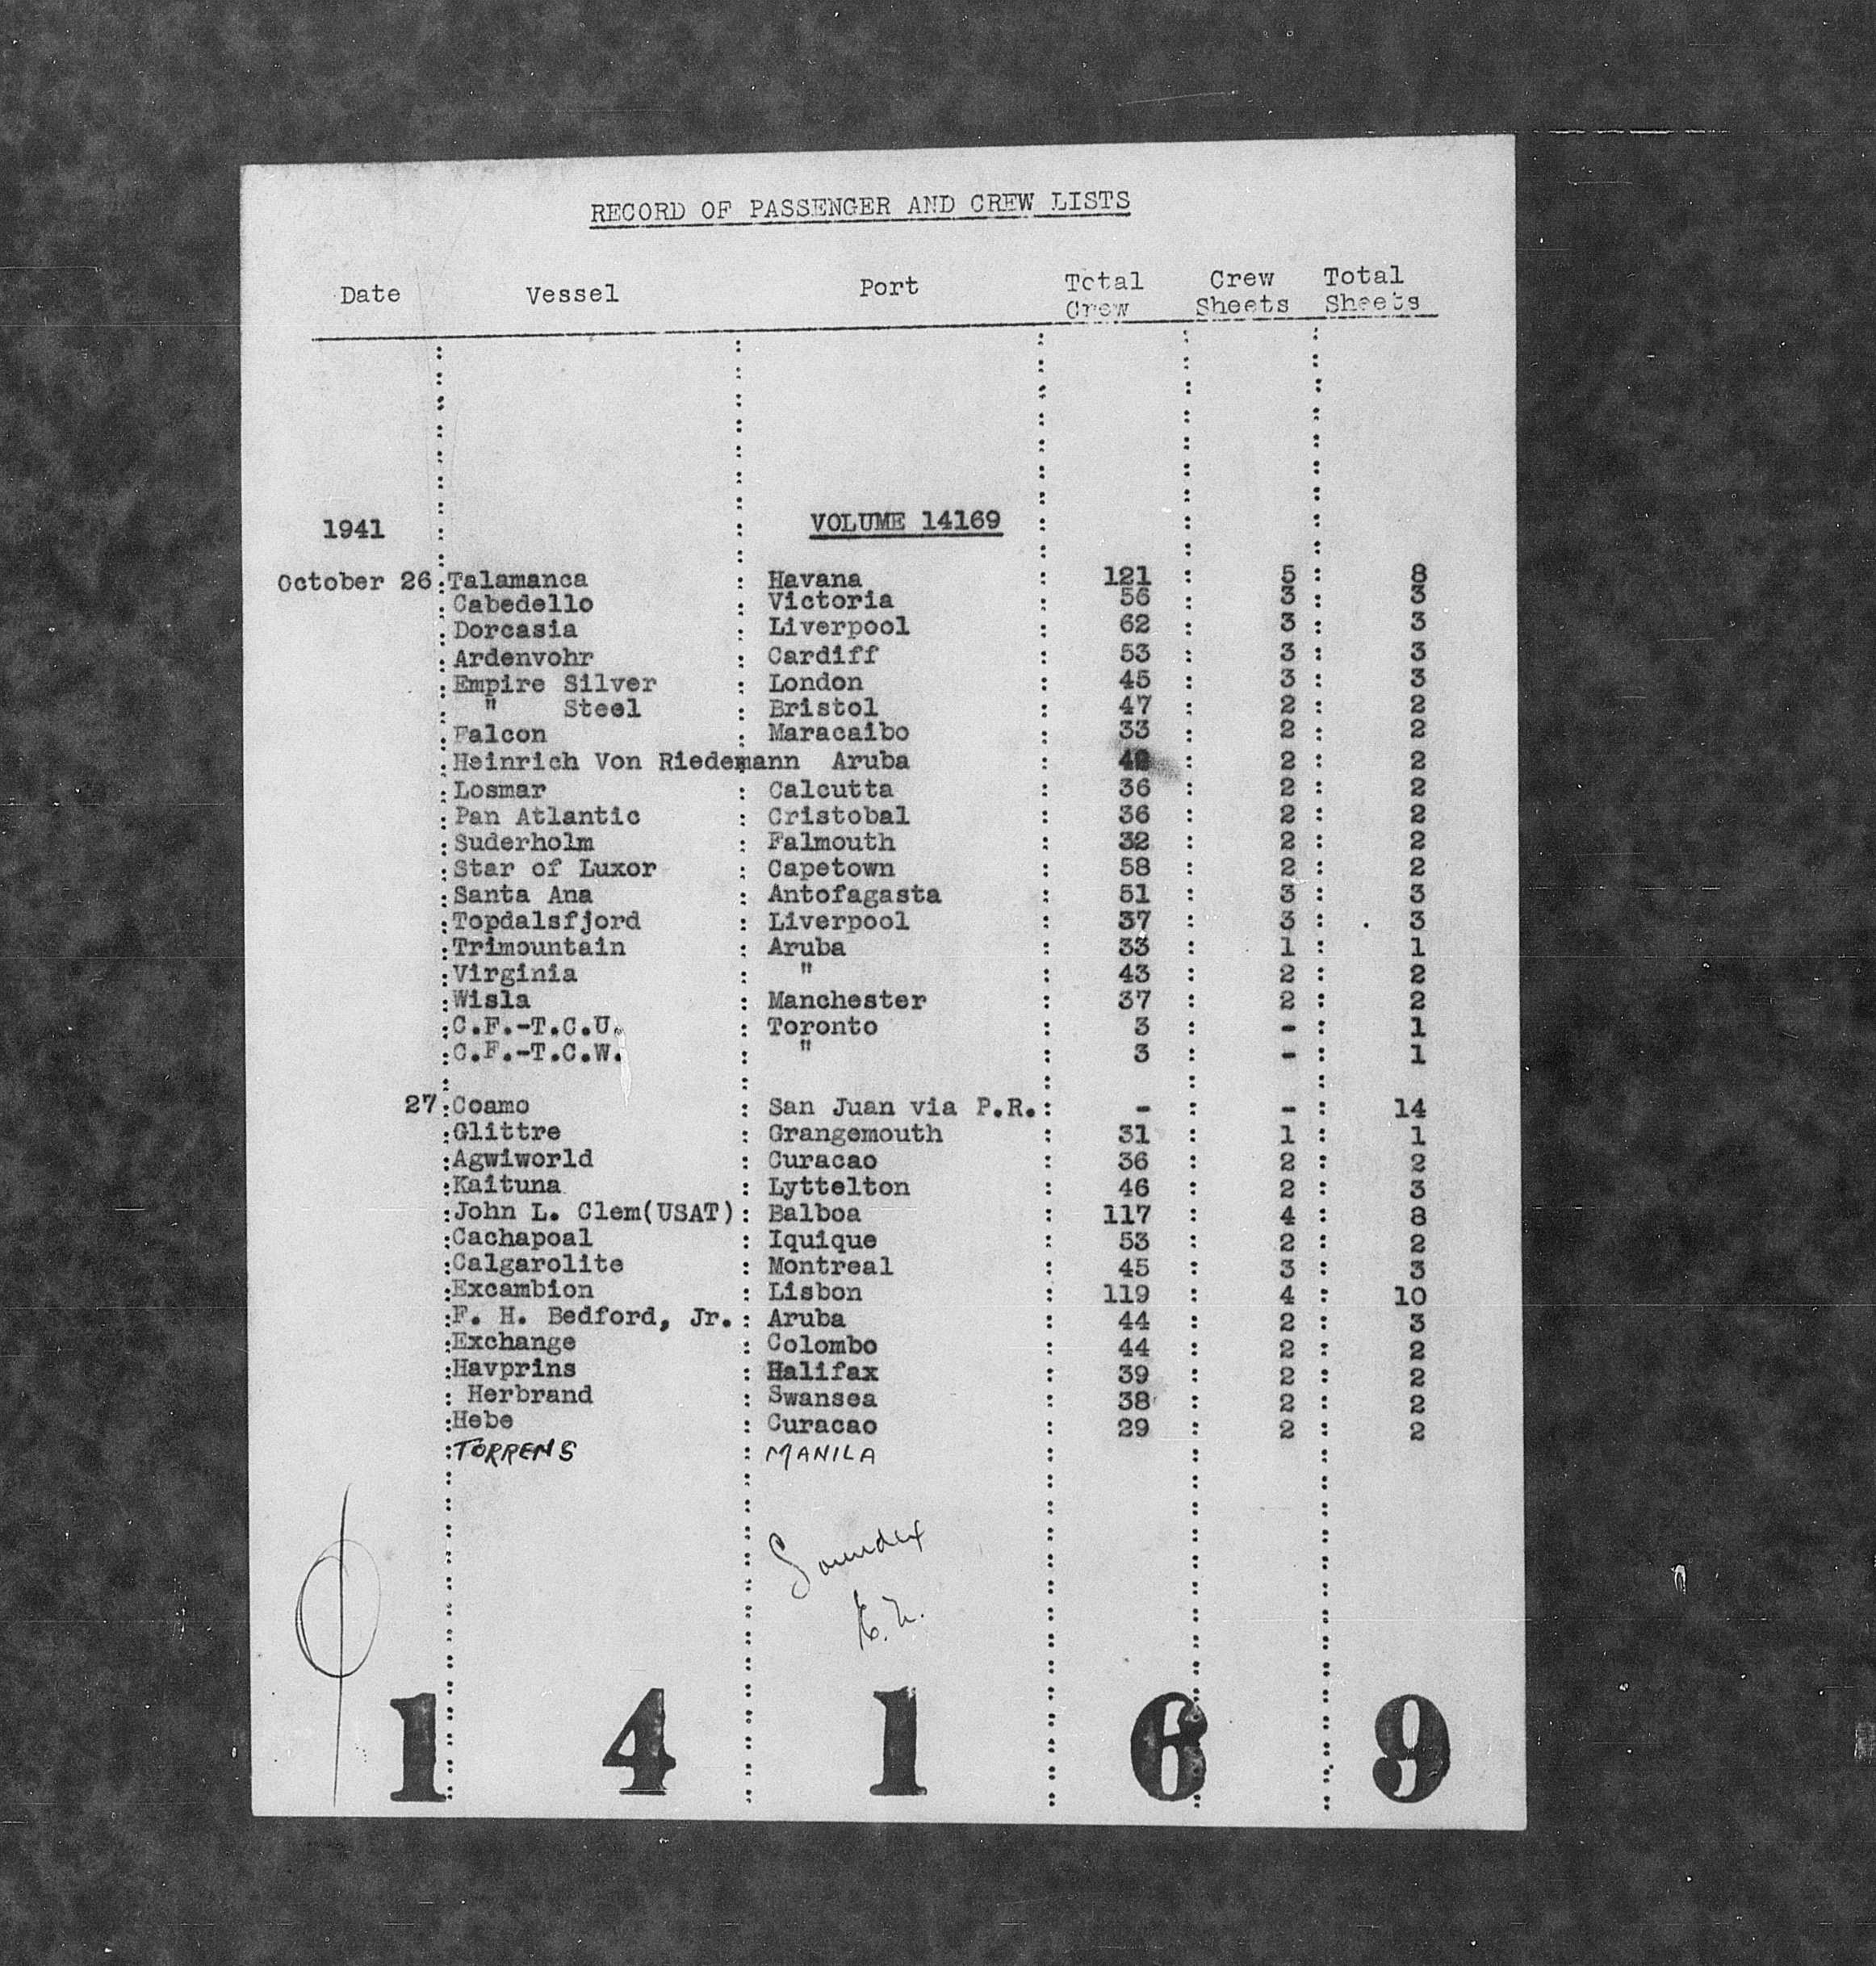 RECORD OF PASSENGER AND CREW LISTS
Date Vessel Port Total Crew Crew Sheets Total Sheets
1941 VOLUME 14169
October 26 :Talamanca : Havana : 121 : 5 : 8
: Cabedello : Victoria : 56 : 3 : 3
: Dorcasia : Liverpool : 62 : 3 : 3
: Ardenvohr : Cardiff : 53 : 3 : 3
: Empire Silver : London : 45 : 3 : 3
: " Steel : Bristol : 47 : 2 : 2
: Falcon : Maracaibo : 33 : 2 : 2
: Heinrich Von Riedemann Aruba : : 2 : 2
: Losmar : Calcutta : 36 : 2 : 2
: Pan Atlantic : Cristobal : 36 : 2 : 2
: Suderholm : Falmouth : 32 : 2 : 2
: Star of Luxor : Capetown : 58 : 2 : 2
: Santa Ana : Antofagasta : 51 : 3 : 3
: Topdalsfjord : Liverpool : 37 : 3 : 3
: Trimountain : Aruba : 33 : 1 : 1
: Virginia : " : 43 : 2 : 2
: Wisla : Manchester : 37 : 2 : 2
: C.F.-T.C.U. : Toronto : 3 : - : 1
: C.F.-T.C.W. : " : 3 : - : 1
27 : Coamo : San Juan via P.R. : - : - : 14
: Glittre : Grangemouth : 31 : 1 : 1
: Agwiworld : Curacao : 36 : 2 : 2
: Kaituna : Lyttelton : 46 : 2 : 3
: John L. Clem(USAT) : Balboa : 117 : 4 : 8
: Cachapoal : Iquique : 53 : 2 : 2
: Calgarolite : Montreal : 45 : 3 : 3
: Excambion : Lisbon : 119 : 4 : 10
: F. H. Bedford, Jr. : Aruba : 44 : 2 : 3
: Exchange : Colombo : 44 : 2 : 2
: Havprins : Halifax : 39 : 2 : 2
: Herbrand : Swansea : 38 : 2 : 2
: Hebe : Curacao : 29 : 2 : 2
: TORRENS : MANILA
Soundex
1 4 1 6 9